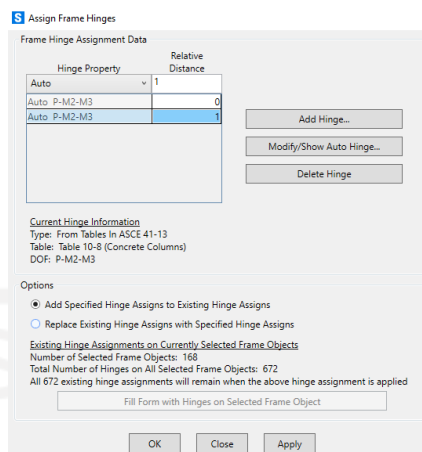 S Assign Frame Hinges
Frame Hinge Assignment Data
Relative
Hinge Property Distance
Auto 1
Auto P-M2-M3 0
Auto P-M2-M3 1
Add Hinge...
Modify/Show Auto Hinge...
Delete Hinge
Current Hinge Information
Type: From Tables In ASCE 41-13
Table: Table 10-8 (Concrete Columns)
DOF: P-M2-M3
Options
Add Specified Hinge Assigns to Existing Hinge Assigns
Replace Existing Hinge Assigns with Specified Hinge Assigns
Existing Hinge Assignments on Currently Selected Frame Objects
Number of Selected Frame Objects: 168
Total Number of Hinges on All Selected Frame Objects: 672
All 672 existing hinge assignments will remain when the above hinge assignment is applied
Fill Form with Hinges on Selected Frame Object
OK Close Apply